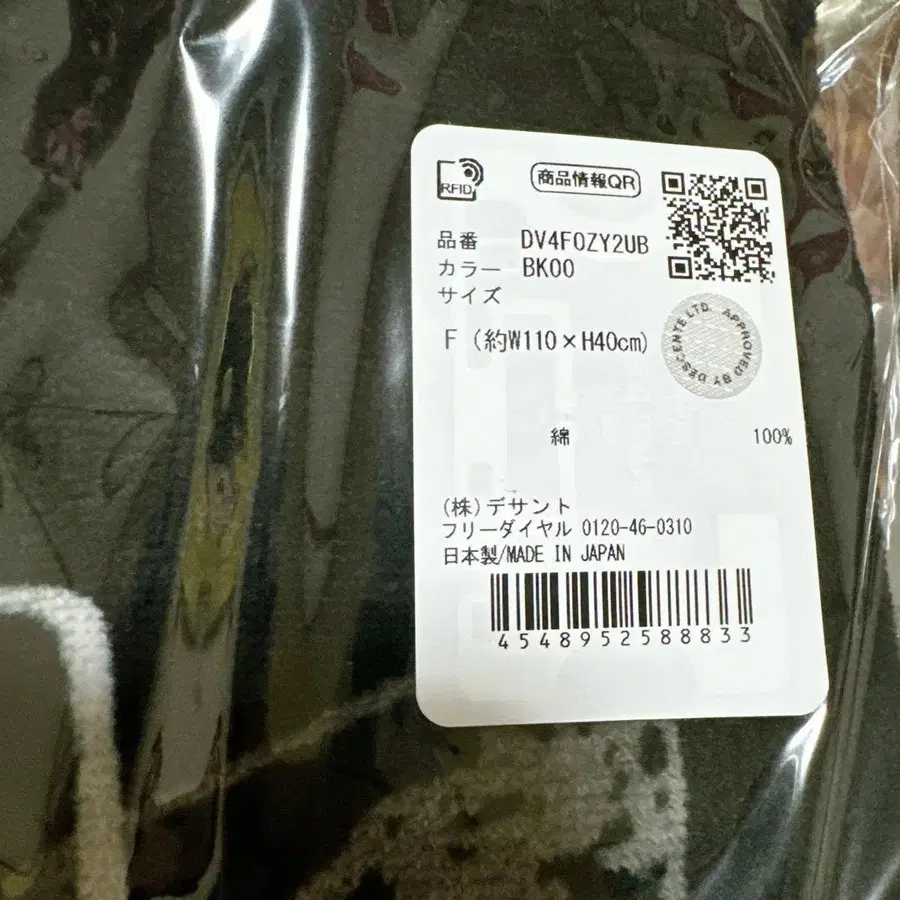 RFID
商品情報QR
品番 DV4F0ZY2UB
カラー BK00
サイズ
F (約W110×H40cm)
DESCENTE LTD. APPROVED BY
綿 100%
(株)デサント
フリーダイヤル 0120-46-0310
日本製/MADE IN JAPAN
4548952588833